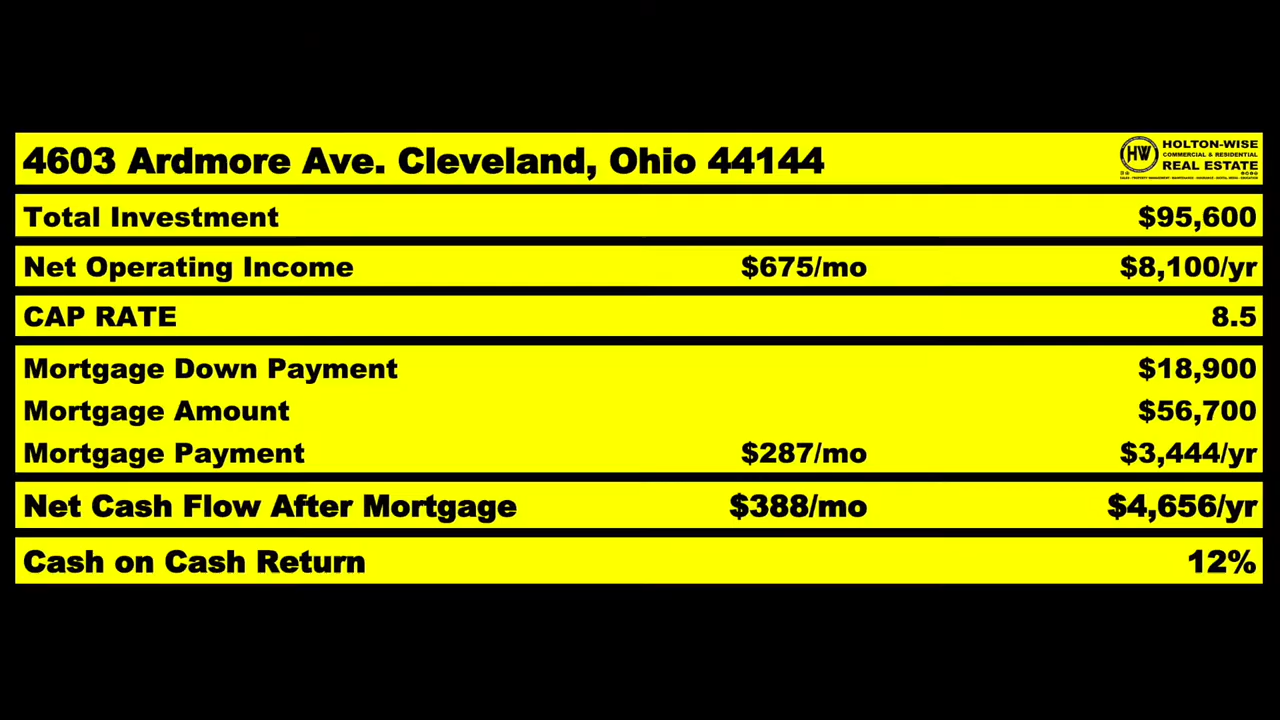 4603 Ardmore Ave. Cleveland, Ohio 44144
HW
HOLTON-WISE
COMMERCIAL & RESIDENTIAL
REAL ESTATE
Total Investment $95,600
Net Operating Income $675/mo $8,100/yr
CAP RATE 8.5
Mortgage Down Payment $18,900
Mortgage Amount $56,700
Mortgage Payment $287/mo $3,444/yr
Net Cash Flow After Mortgage $388/mo $4,656/yr
Cash on Cash Return 12%